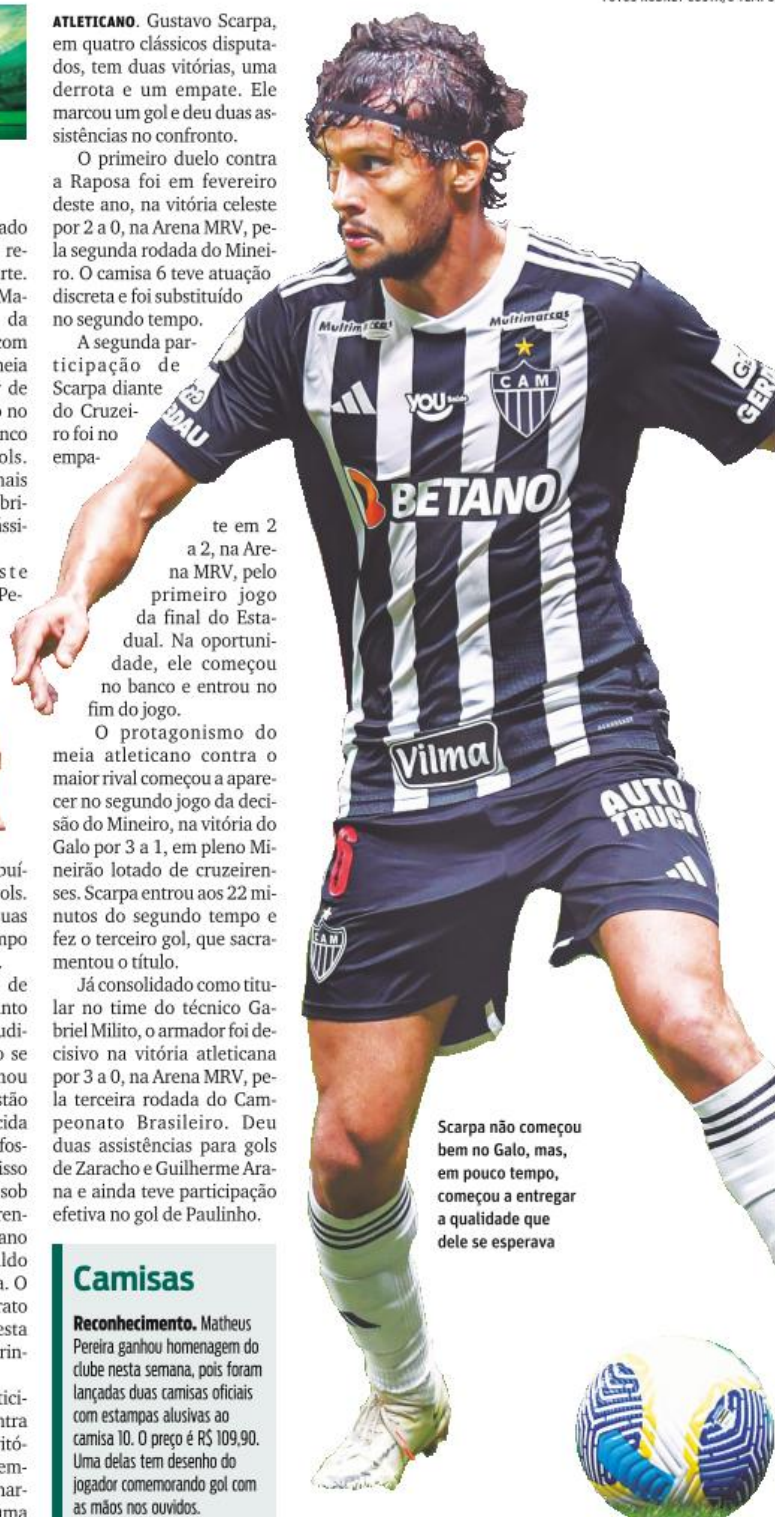 ATLETICANO. Gustavo Scarpa,
em quatro clássicos disputa-
dos, tem duas vitórias, uma
derrota e um empate. Ele
marcou um gol e deu duas as-
sistências no confronto.
O primeiro duelo contra
a Raposa foi em fevereiro
deste ano, na vitória celeste
por 2 a 0, na Arena MRV, pe-
la segunda rodada do Minei-
ro. O camisa 6 teve atuação
discreta e foi substituído
no segundo tempo.
A segunda par-
ticipação de
Scarpa diante
do Cruzei-
ro foi no
empa-
te em 2
a 2, na Are-
na MRV, pelo
primeiro jogo
da final do Esta-
dual. Na oportuni-
dade, ele começou
no banco e entrou no
fim do jogo.
O protagonismo do
meia atleticano contra o
maior rival começou a apare-
cer no segundo jogo da deci-
são do Mineiro, na vitória do
Galo por 3 a 1, em pleno Mi-
neirão lotado de cruzeiren-
ses. Scarpa entrou aos 22 mi-
nutos do segundo tempo e
fez o terceiro gol, que sacra-
mentou o título.
Já consolidado como titu-
lar no time do técnico Ga-
briel Milito, o armador foi de-
cisivo na vitória atleticana
por 3 a 0, na Arena MRV, pe-
la terceira rodada do Cam-
peonato Brasileiro. Deu
duas assistências para gols
de Zaracho e Guilherme Ara-
na e ainda teve participação
efetiva no gol de Paulinho.
Camisas
Reconhecimento. Matheus
Pereira ganhou homenagem do
clube nesta semana, pois foram
lançadas duas camisas oficiais
com estampas alusivas ao
camisa 10. O preço é R$ 109,90.
Uma delas tem desenho do
jogador comemorando gol com
as mãos nos ouvidos.
Multimarcas
Multimarcas
YOU
CAM
GERDAU
BETANO
Vilma
AUTO
TRUCK
6
CAM
Scarpa não começou
bem no Galo, mas,
em pouco tempo,
começou a entregar
a qualidade que
dele se esperava